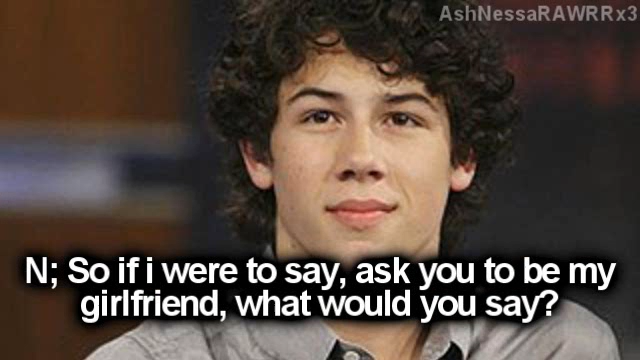 AshNessaRAWRRx3
N; So if i were to say, ask you to be my
girlfriend, what would you say?